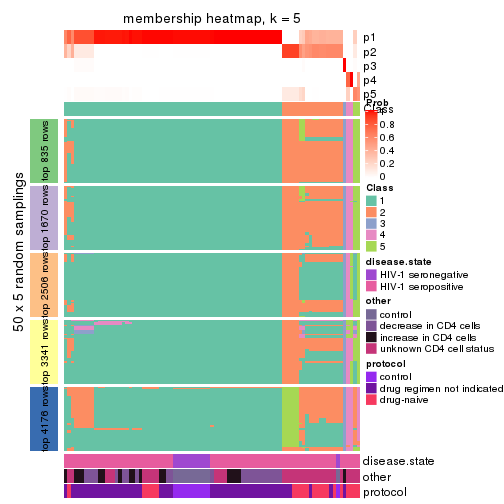 membership heatmap, k = 5
p1
p2
p3
p4
p5
Class
50 x 5 random samplings
top 835 rows
top 1670 rows
top 2506 rows
top 3341 rows
top 4176 rows
Prob
1
0.8
0.6
0.4
0.2
0
Class
1
2
3
4
5
disease.state
HIV-1 seronegative
HIV-1 seropositive
other
control
decrease in CD4 cells
increase in CD4 cells
unknown CD4 cell status
protocol
control
drug regimen not indicated
drug-naive
disease.state
other
protocol